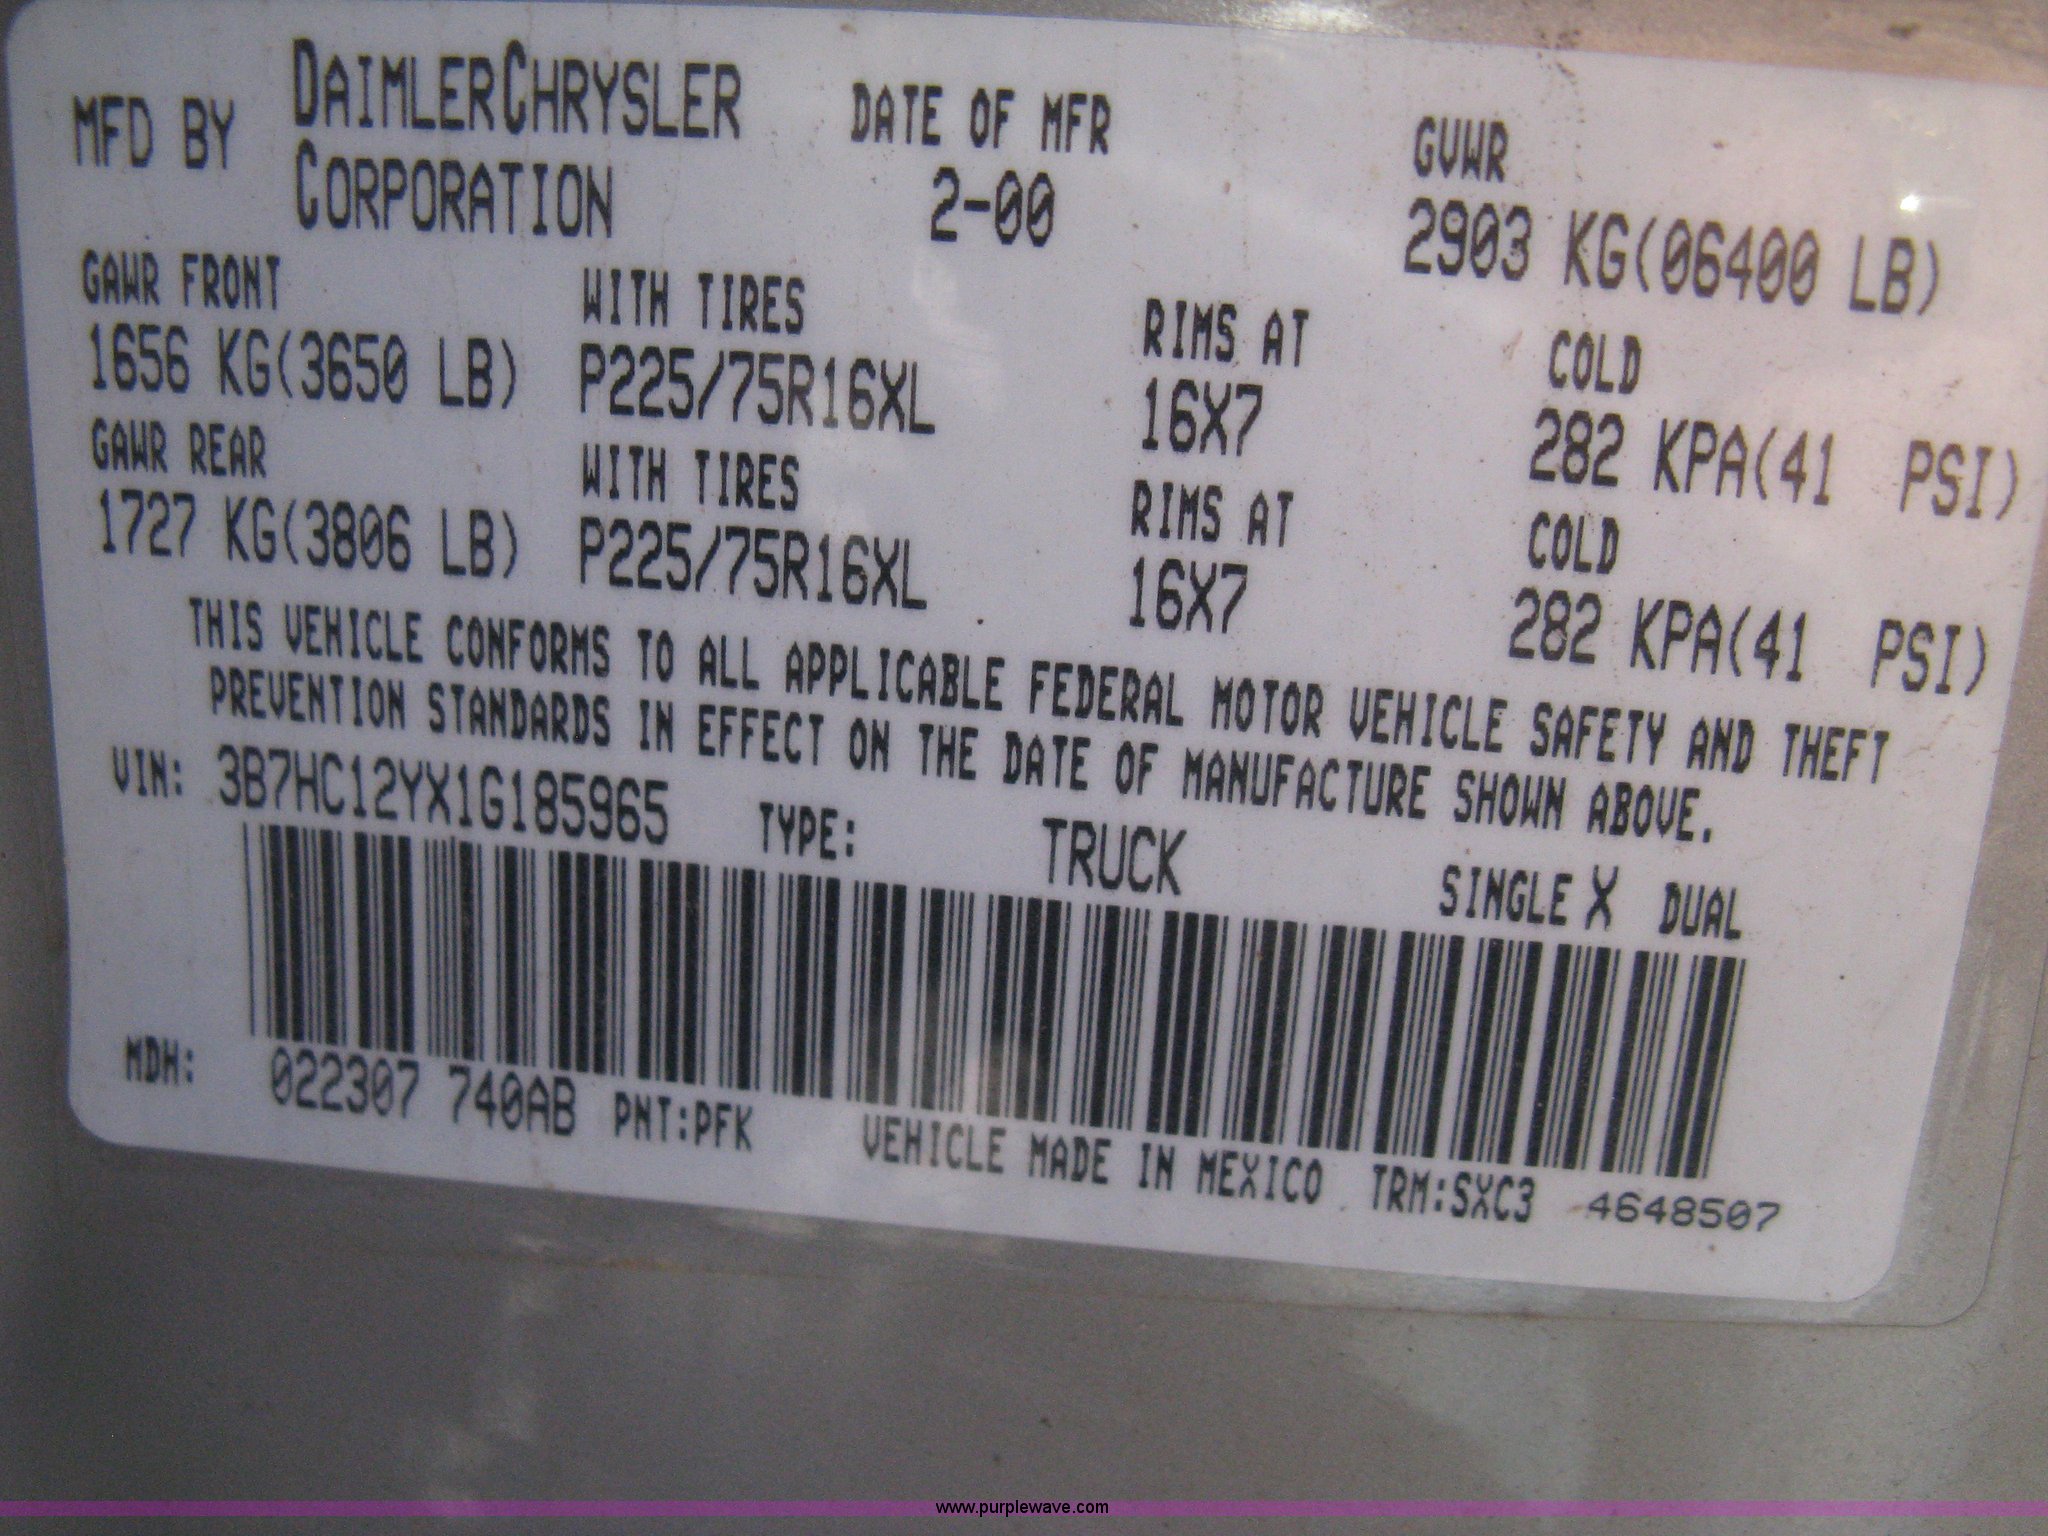 MFD BY DAIMLERCHRYSLER CORPORATION DATE OF MFR 2-00 GVWR 2903 KG(06400 LB)
GAWR FRONT WITH TIRES RIMS AT COLD
1656 KG(3650 LB) P225/75R16XL 16X7 282 KPA(41 PSI)
GAWR REAR WITH TIRES RIMS AT COLD
1727 KG(3806 LB) P225/75R16XL 16X7 282 KPA(41 PSI)
THIS VEHICLE CONFORMS TO ALL APPLICABLE FEDERAL MOTOR VEHICLE SAFETY AND THEFT
PREVENTION STANDARDS IN EFFECT ON THE DATE OF MANUFACTURE SHOWN ABOVE.
VIN: 3B7HC12YX1G185965 TYPE: TRUCK SINGLE X DUAL
MDH: 022307 740AB PNT:PFK VEHICLE MADE IN MEXICO TRM:SXC3 4648507
www.purplewave.com